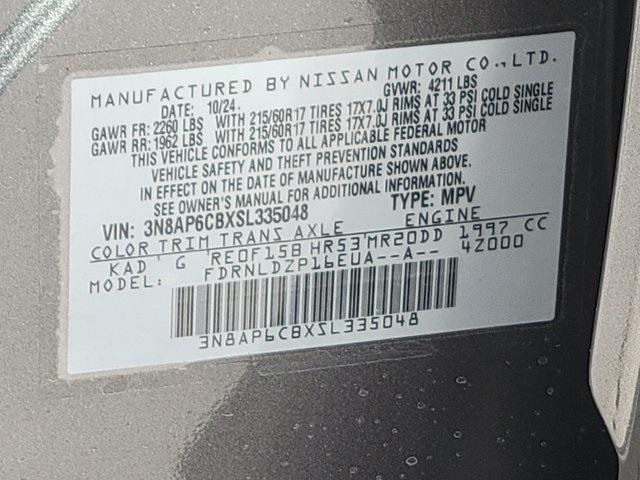 MANUFACTURED BY NISSAN MOTOR CO., LTD.
DATE: 10/24. GVWR: 4211 LBS
GAWR FR: 2260 LBS WITH 215/60R17 TIRES 17X7.0J RIMS AT 33 PSI COLD SINGLE
GAWR RR: 1962 LBS WITH 215/60R17 TIRES 17X7.0J RIMS AT 33 PSI COLD SINGLE
THIS VEHICLE CONFORMS TO ALL APPLICABLE FEDERAL MOTOR
VEHICLE SAFETY AND THEFT PREVENTION STANDARDS
IN EFFECT ON THE DATE OF MANUFACTURE SHOWN ABOVE.
SEE OWNER'S MANUAL FOR ADDITIONAL INFORMATION.
VIN: 3N8AP6CBXSL335048 TYPE: MPV
COLOR TRIM TRANS AXLE ENGINE
KAD ' G 'RE0F15B HR53'MR20DD 1997 CC
MODEL: FDRNLDZP16EUA--A-- 4Z000
3N8AP6CBXSL335048